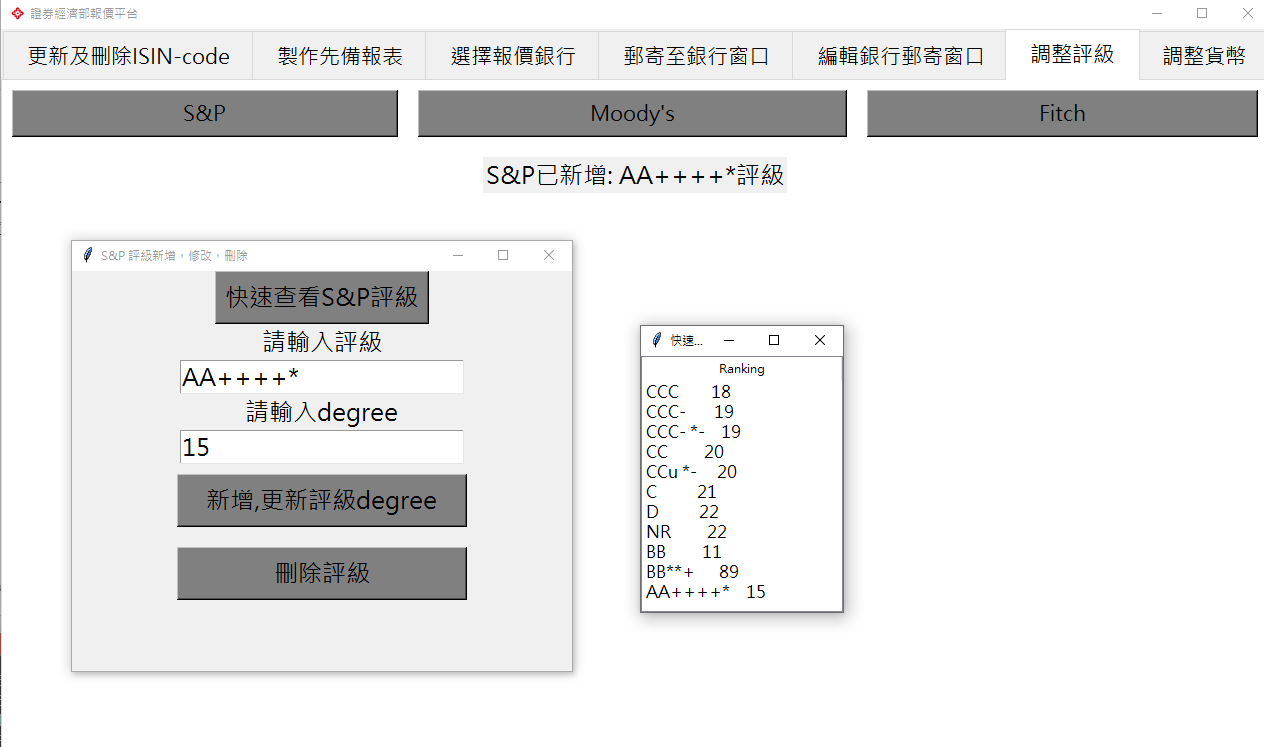 證券經濟部報價平台
更新及刪除ISIN-code 製作先備報表 選擇報價銀行 郵寄至銀行窗口 編輯銀行郵寄窗口 調整評級 調整貨幣
S&P Moody's Fitch
S&P已新增: AA++++*評級
S&P 評級新增，修改，刪除
快速查看S&P評級
請輸入評級
AA++++*
請輸入degree
15
新增,更新評級degree
刪除評級
快速...
Ranking
CCC 18
CCC- 19
CCC- *- 19
CC 20
CCu *- 20
C 21
D 22
NR 22
BB 11
BB**+ 89
AA++++* 15